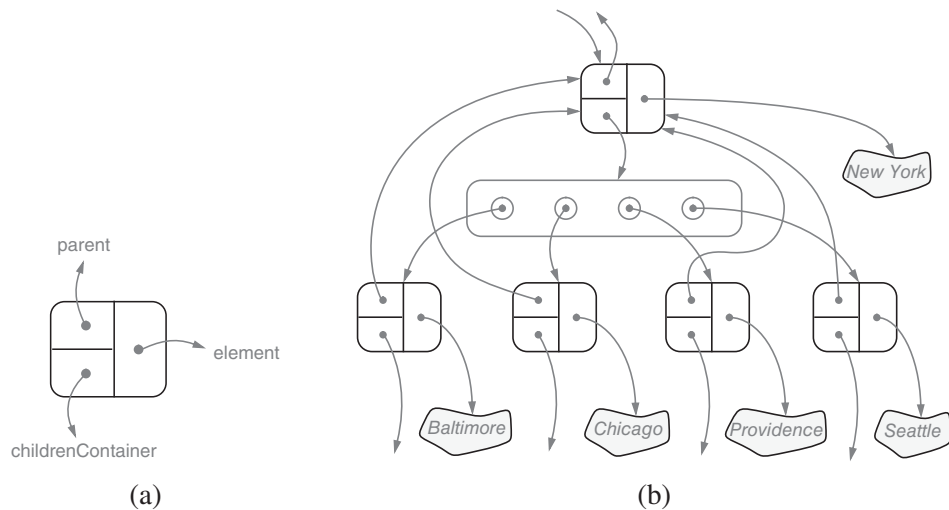 parent
element
childrenContainer
(a)
New York
Baltimore
Chicago
Providence
Seattle
(b)